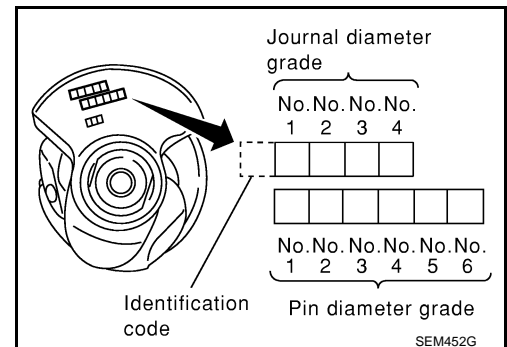 Journal diameter
grade
No. No. No. No.
1 2 3 4
No. No. No. No. No. No.
1 2 3 4 5 6
Identification
code
Pin diameter grade
SEM452G